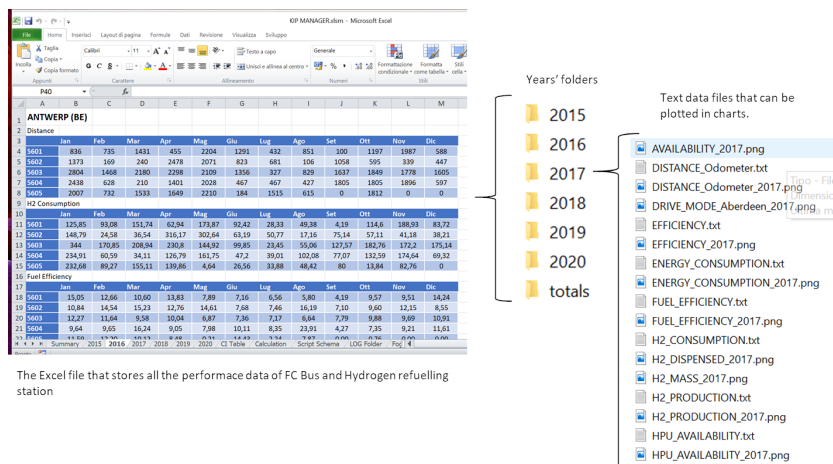 KIP MANAGER.xlsm - Microsoft Excel
File Home Inserisci Layout di pagina Formule Dati Revisione Visualizza Sviluppo
Taglia
Copia
Copia formato
Incolla
Calibri 11
G C S
Testo a capo
Unisci e allinea al centro
Generale
Formattazione condizionale
Formatta come tabella
Stili cella
Appunti Carattere Allineamento Numeri Stili
P40 fx
A B C D E F G H I J K L M
1 ANTWERP (BE)
2 Distance
3 Jan Feb Mar Apr Mag Giu Lug Ago Set Ott Nov Dic
4 5601 836 735 1431 455 2204 1291 432 851 100 1197 1987 588
5 5602 1373 169 240 2478 2071 823 681 106 1058 595 339 447
6 5603 2804 1468 2180 2298 2109 1356 327 829 1637 1849 1778 1605
7 5604 2438 628 210 1401 2028 467 467 427 1805 1805 1896 597
8 5605 2007 732 1533 1649 2210 184 1515 615 0 1812 0 0
9 H2 Consumption
10 Jan Feb Mar Apr Mag Giu Lug Ago Set Ott Nov Dic
11 5601 125,85 93,08 151,74 62,94 173,87 92,42 28,33 49,38 4,19 114,6 188,93 83,72
12 5602 148,79 24,58 36,54 316,17 302,64 63,19 50,77 17,16 75,14 57,11 41,18 38,21
13 5603 344 170,85 208,94 230,8 144,92 99,85 23,45 55,06 127,57 182,76 172,2 175,14
14 5604 234,91 60,59 34,11 126,79 161,75 47,2 39,01 102,08 77,07 132,59 174,64 69,32
15 5605 232,68 89,27 155,11 139,86 4,64 26,56 33,88 48,42 80 13,84 82,76 0
16 Fuel Efficiency
17 Jan Feb Mar Apr Mag Giu Lug Ago Set Ott Nov Dic
18 5601 15,05 12,66 10,60 13,83 7,89 7,16 6,56 5,80 4,19 9,57 9,51 14,24
19 5602 10,84 14,54 15,23 12,76 14,61 7,68 7,46 16,19 7,10 9,60 12,15 8,55
20 5603 12,27 11,64 9,58 10,04 6,87 7,36 7,17 6,64 7,79 9,88 9,69 10,91
21 5604 9,64 9,65 16,24 9,05 7,98 10,11 8,35 23,91 4,27 7,35 9,21 11,61
Summary 2015 2016 2017 2018 2019 2020 CI Table Calculation Script Schema LOG Folder
The Excel file that stores all the performace data of FC Bus and Hydrogen refuelling
station
Years' folders
2015
2016
2017
2018
2019
2020
totals
Text data files that can be
plotted in charts.
AVAILABILITY_2017.png
DISTANCE_Odometer.txt
DISTANCE_Odometer_2017.png
DRIVE_MODE_Aberdeen_2017.png
EFFICIENCY.txt
EFFICIENCY_2017.png
ENERGY_CONSUMPTION.txt
ENERGY_CONSUMPTION_2017.png
FUEL_EFFICIENCY.txt
FUEL_EFFICIENCY_2017.png
H2_CONSUMPTION.txt
H2_DISPENSED_2017.png
H2_MASS_2017.png
H2_PRODUCTION.txt
H2_PRODUCTION_2017.png
HPU_AVAILABILITY.txt
HPU_AVAILABILITY_2017.png